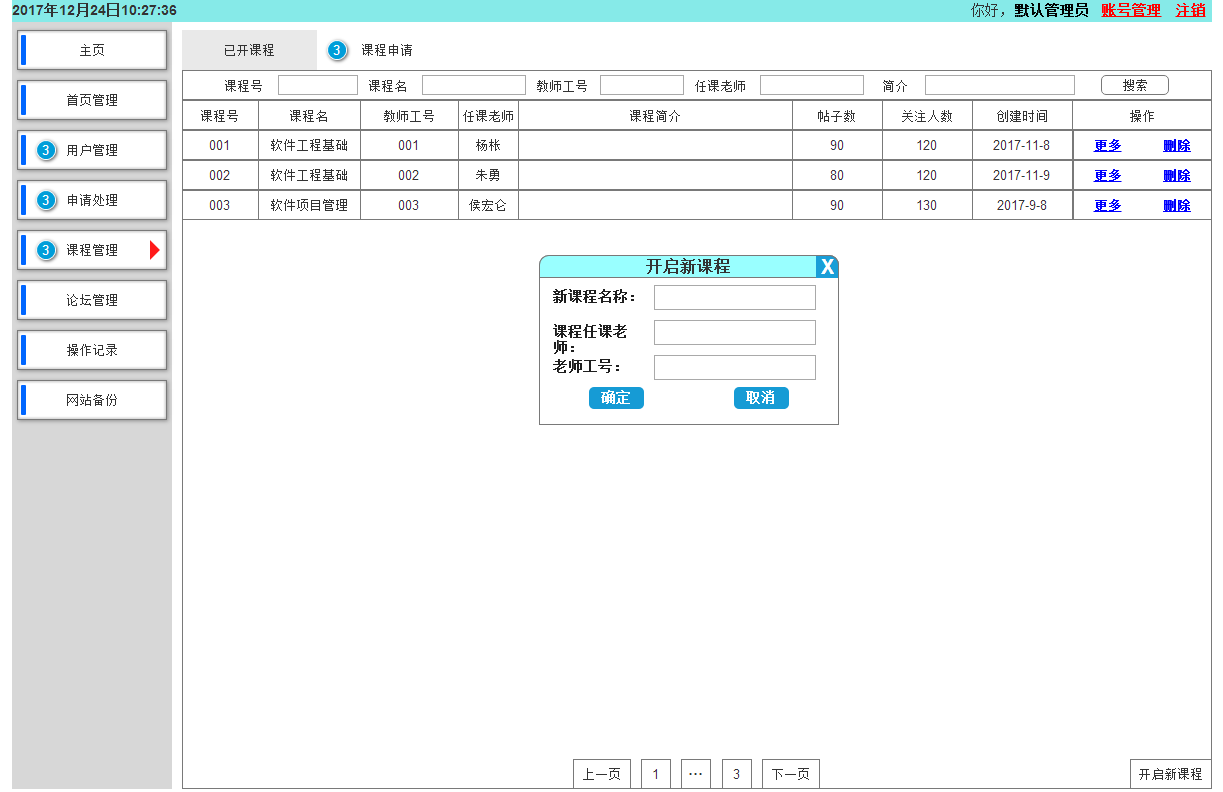 2017年12月24日10:27:36 你好，默认管理员 账号管理 注销
主页
首页管理
3 用户管理
3 申请处理
3 课程管理
论坛管理
操作记录
网站备份
已开课程 3 课程申请
课程号 课程名 教师工号 任课老师 简介 搜索
课程号 课程名 教师工号 任课老师 课程简介 帖子数 关注人数 创建时间 操作
001 软件工程基础 001 杨枨 90 120 2017-11-8 更多 删除
002 软件工程基础 002 朱勇 80 120 2017-11-9 更多 删除
003 软件项目管理 003 侯宏仑 90 130 2017-9-8 更多 删除
开启新课程 X
新课程名称：
课程任课老
师：
老师工号：
确定 取消
上一页 1 ··· 3 下一页 开启新课程